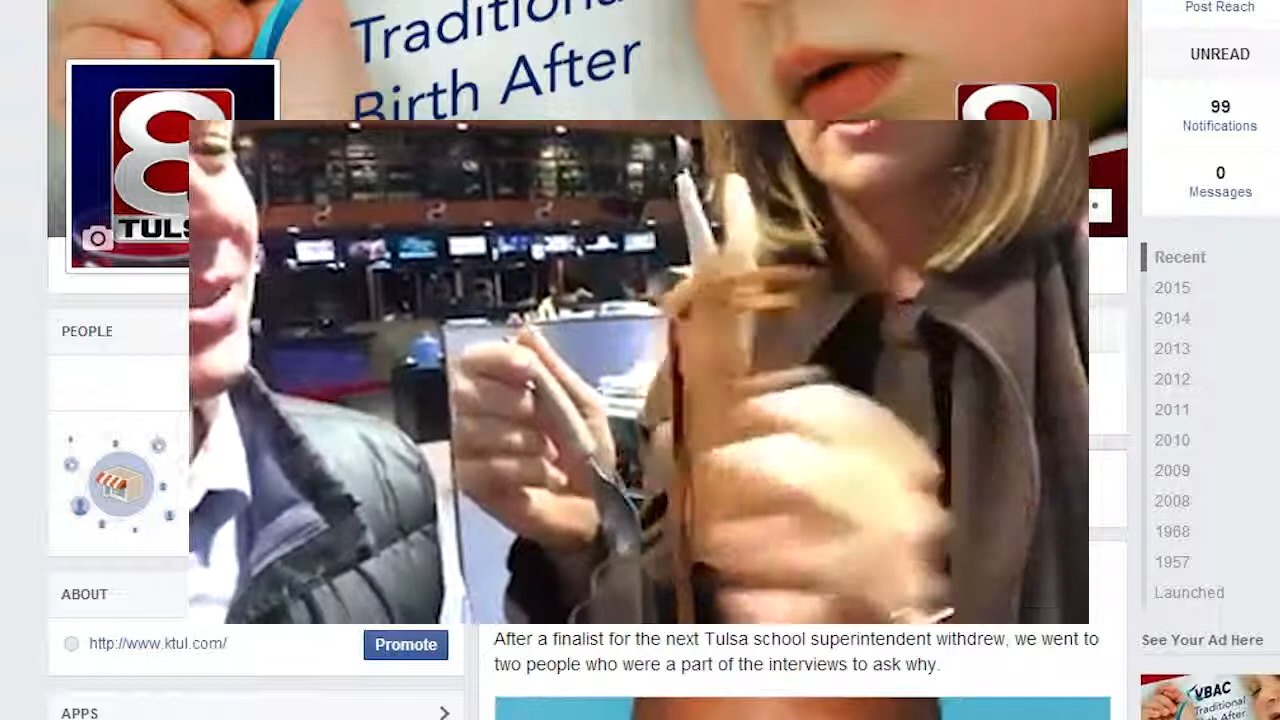 Traditional
Birth After
Post Reach
UNREAD
99
Notifications
0
Messages
8
TULS
Recent
2015
2014
2013
2012
2011
2010
2009
2008
1968
1957
Launched
PEOPLE
ABOUT
http://www.ktul.com/
Promote
After a finalist for the next Tulsa school superintendent withdrew, we went to
two people who were a part of the interviews to ask why.
See Your Ad Here
VBAC
Traditional
h After
APPS